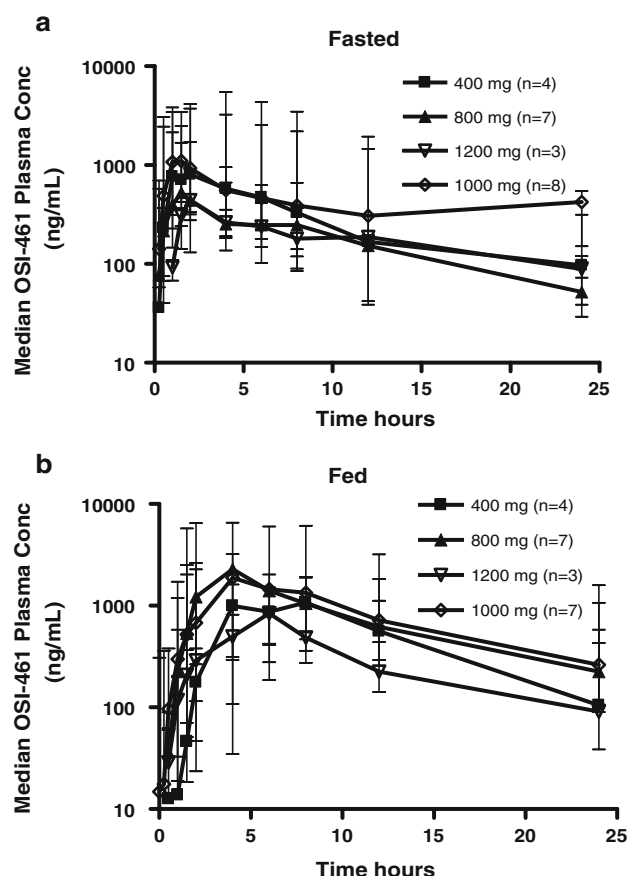 a
Fasted
Median OSI-461 Plasma Conc
(ng/mL)
10000
1000
100
10
400 mg (n=4)
800 mg (n=7)
1200 mg (n=3)
1000 mg (n=8)
0
5
10
15
20
25
Time hours
b
Fed
Median OSI-461 Plasma Conc
(ng/mL)
10000
1000
100
10
400 mg (n=4)
800 mg (n=7)
1200 mg (n=3)
1000 mg (n=7)
0
5
10
15
20
25
Time hours